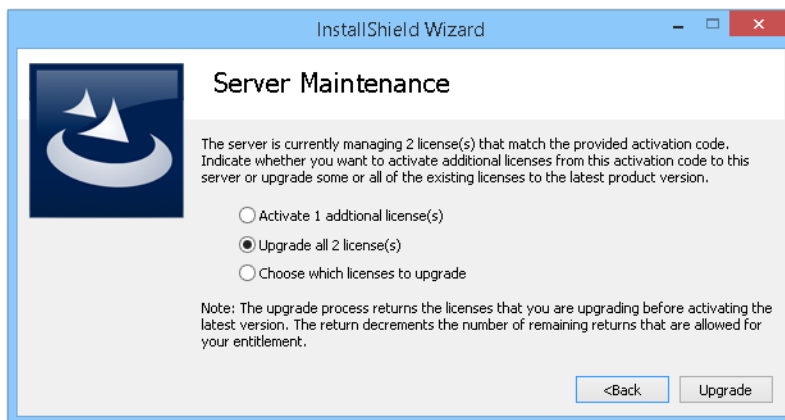 InstallShield Wizard
Server Maintenance
The server is currently managing 2 license(s) that match the provided activation code.
Indicate whether you want to activate additional licenses from this activation code to this
server or upgrade some or all of the existing licenses to the latest product version.
Activate 1 addtional license(s)
Upgrade all 2 license(s)
Choose which licenses to upgrade
Note: The upgrade process returns the licenses that you are upgrading before activating the
latest version. The return decrements the number of remaining returns that are allowed for
your entitlement.
<Back Upgrade